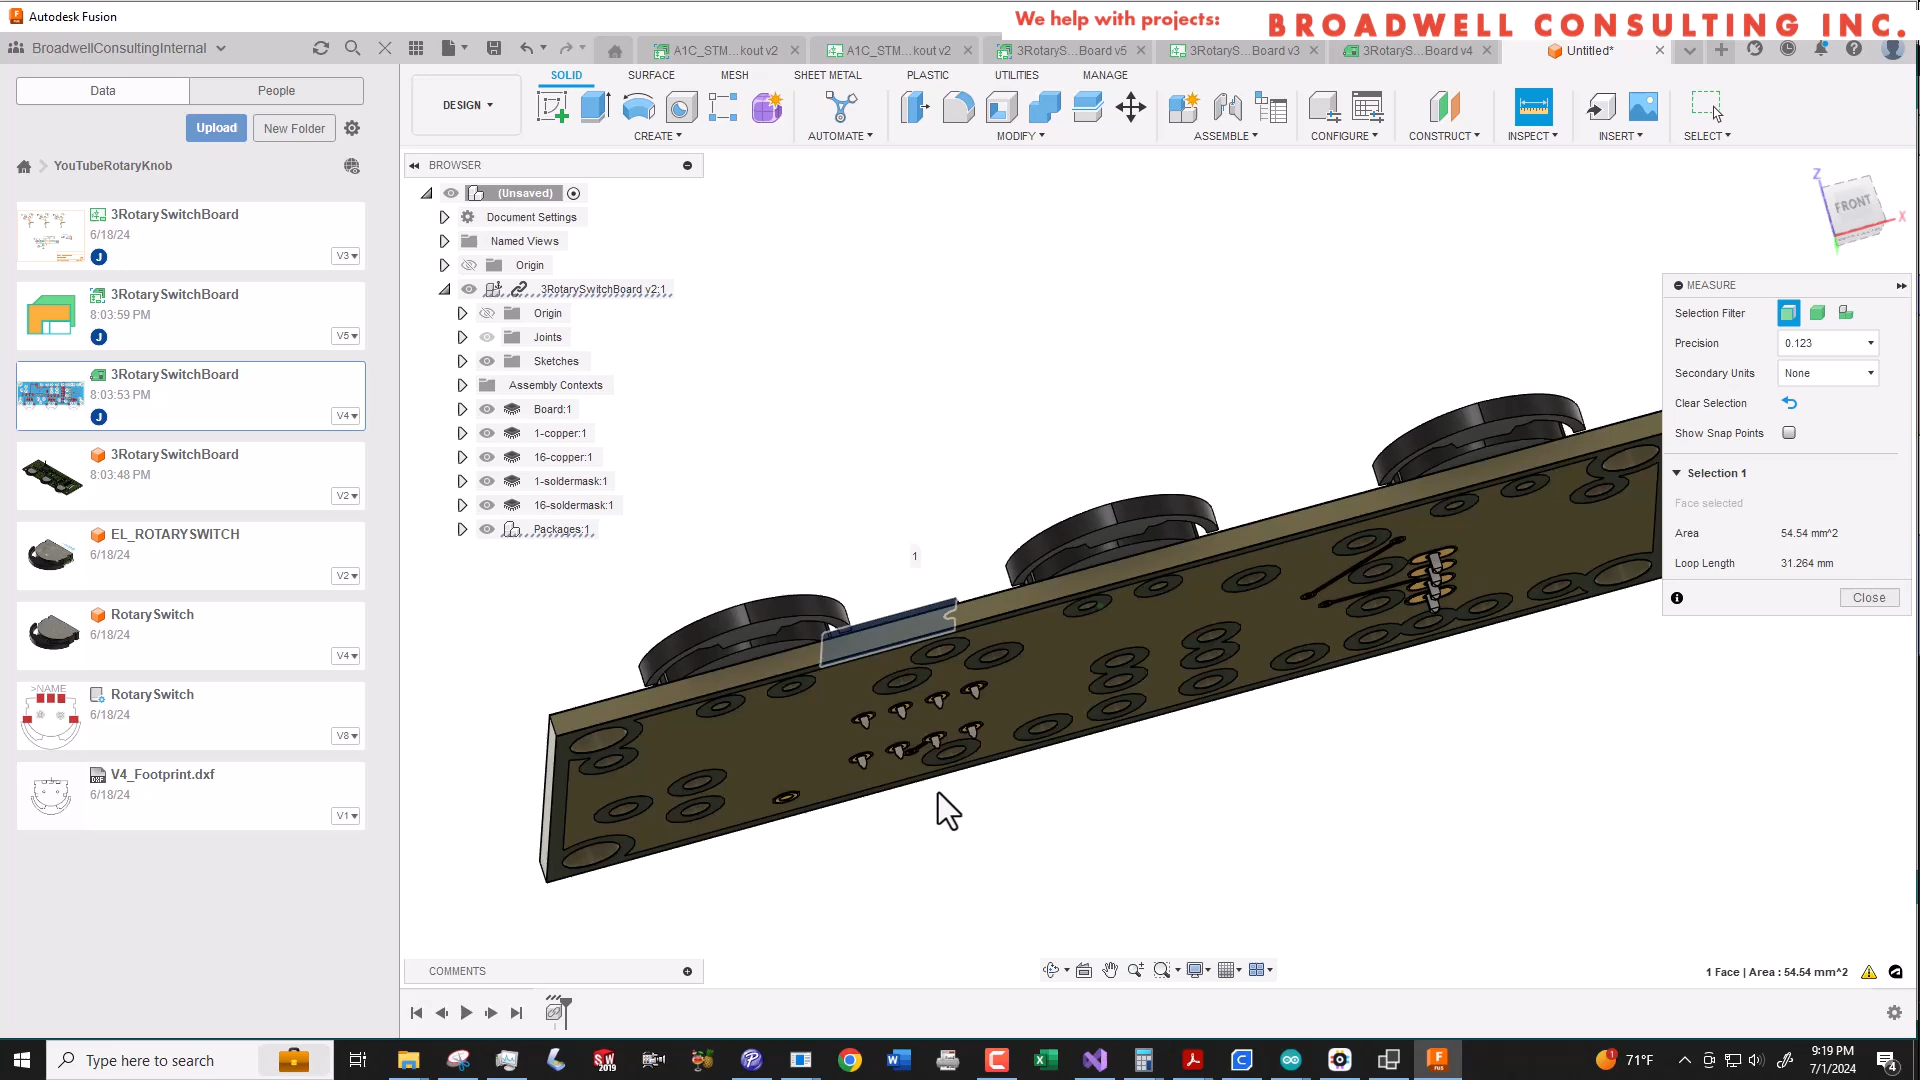 Autodesk Fusion
We help with projects:
BROADWELL CONSULTING INC.
BroadwellConsultingInternal
A1C_STM...kout v2
A1C_STM...kout v2
3RotaryS...Board v5
3RotaryS...Board v3
3RotaryS...Board v4
Untitled*
Data
People
Upload
New Folder
YouTubeRotaryKnob
3RotarySwitchBoard
6/18/24
J
V3
3RotarySwitchBoard
8:03:59 PM
J
V5
3RotarySwitchBoard
8:03:53 PM
J
V4
3RotarySwitchBoard
8:03:48 PM
V2
EL_ROTARYSWITCH
6/18/24
V2
RotarySwitch
6/18/24
V4
>NAME
RotarySwitch
6/18/24
V8
DXF
V4_Footprint.dxf
6/18/24
V1
DESIGN
SOLID
SURFACE
MESH
SHEET METAL
PLASTIC
UTILITIES
MANAGE
CREATE
AUTOMATE
MODIFY
ASSEMBLE
CONFIGURE
CONSTRUCT
INSPECT
INSERT
SELECT
BROWSER
(Unsaved)
Document Settings
Named Views
Origin
3RotarySwitchBoard v2:1
Origin
Joints
Sketches
Assembly Contexts
Board:1
1-copper:1
16-copper:1
1-soldermask:1
16-soldermask:1
Packages:1
1
Z
FRONT
X
MEASURE
Selection Filter
Precision
0.123
Secondary Units
None
Clear Selection
Show Snap Points
Selection 1
Face selected
Area
54.54 mm^2
Loop Length
31.264 mm
Close
COMMENTS
1 Face | Area : 54.54 mm^2
Type here to search
71°F
9:19 PM
7/1/2024
4